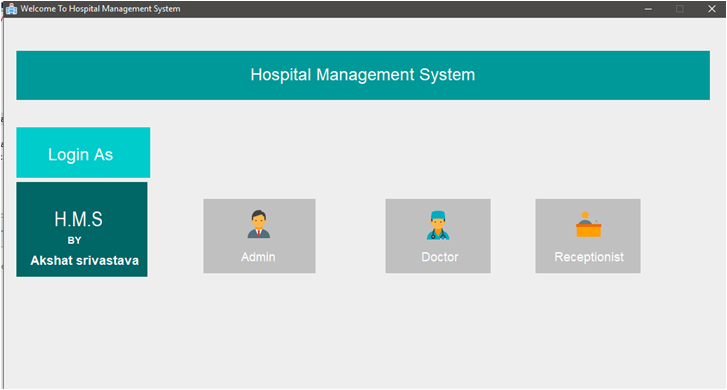 Welcome To Hospital Management System
Hospital Management System
Login As
H.M.S
BY
Akshat srivastava
Admin
Doctor
Receptionist